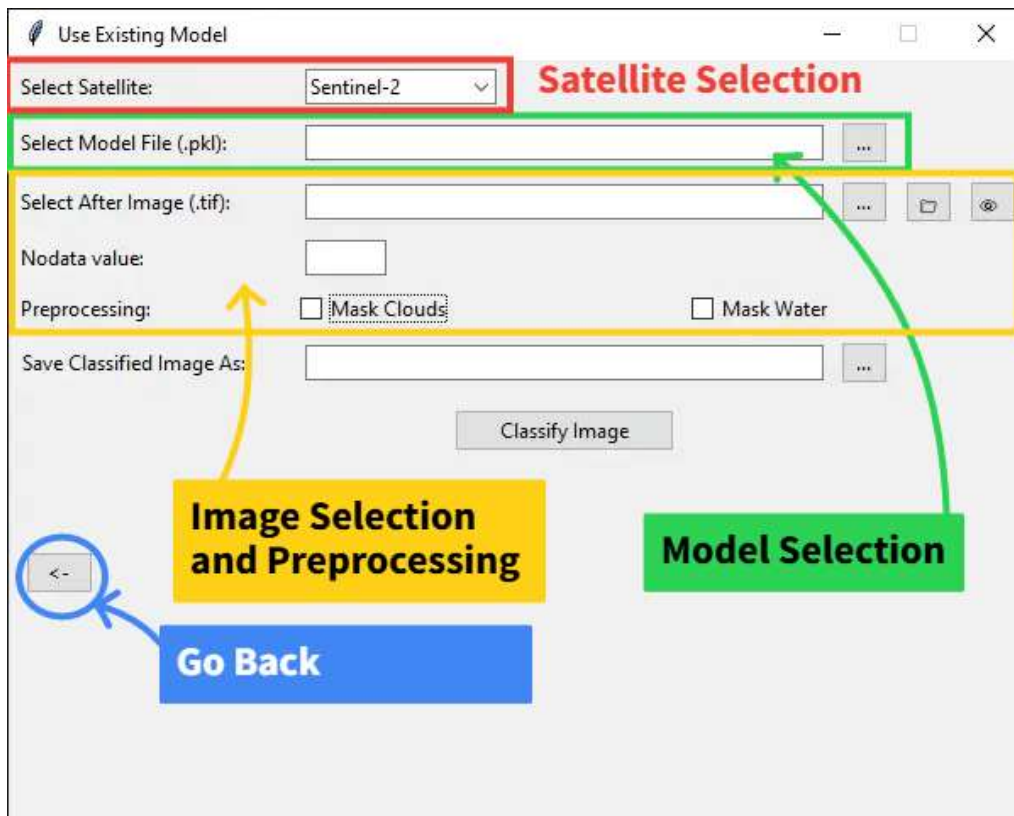 Use Existing Model
Select Satellite: Sentinel-2 Satellite Selection
Select Model File (.pkl): ...
Select After Image (.tif): ...
Nodata value:
Preprocessing: Mask Clouds Mask Water
Save Classified Image As: ...
Classify Image
Image Selection
and Preprocessing
Model Selection
<-
Go Back